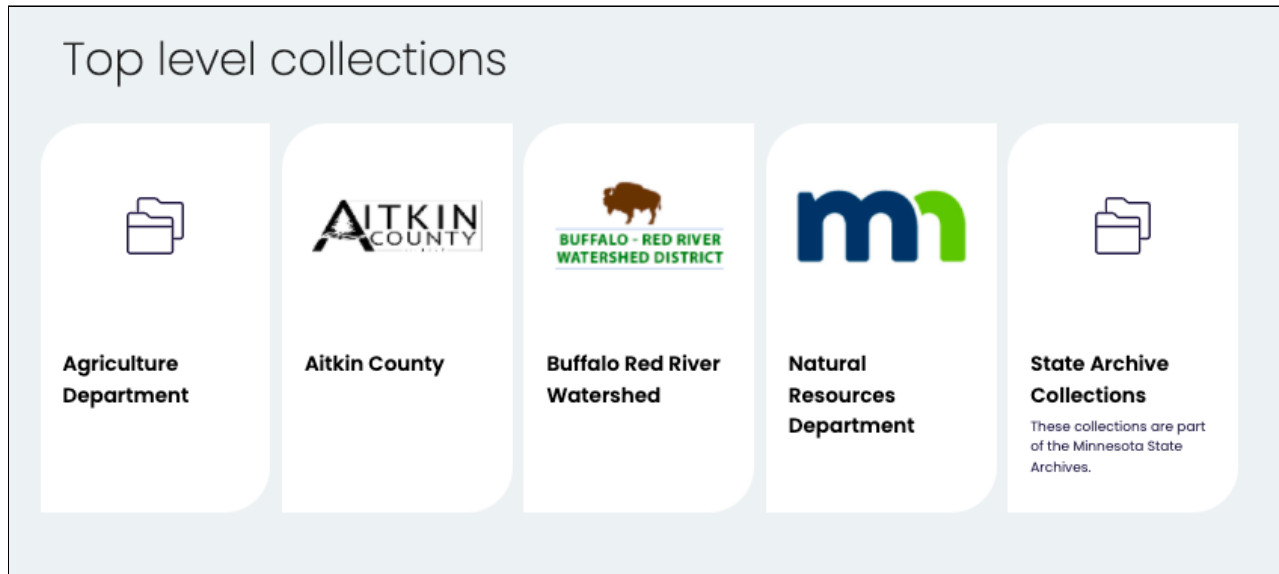 Top level collections
AITKIN
COUNTY
BUFFALO - RED RIVER
WATERSHED DISTRICT
mn
Agriculture
Department
Aitkin County
Buffalo Red River
Watershed
Natural
Resources
Department
State Archive
Collections
These collections are part
of the Minnesota State
Archives.